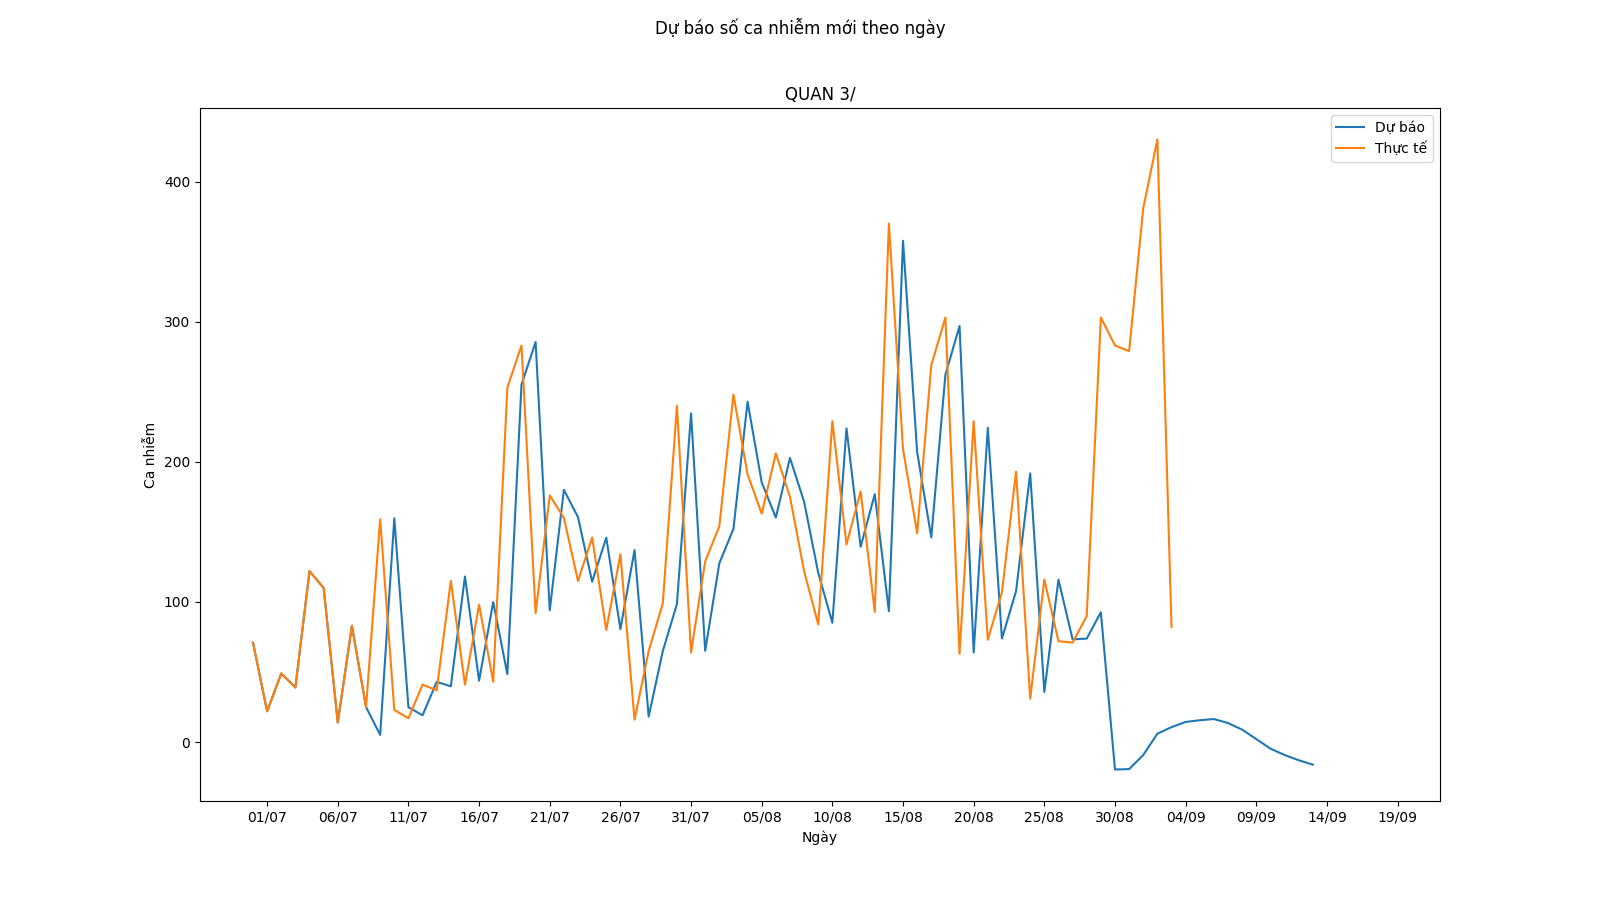 Dự báo số ca nhiễm mới theo ngày
QUAN 3/
Dự báo
Thực tế
400
300
200
100
0
Ca nhiễm
01/07 06/07 11/07 16/07 21/07 26/07 31/07 05/08 10/08 15/08 20/08 25/08 30/08 04/09 09/09 14/09 19/09
Ngày